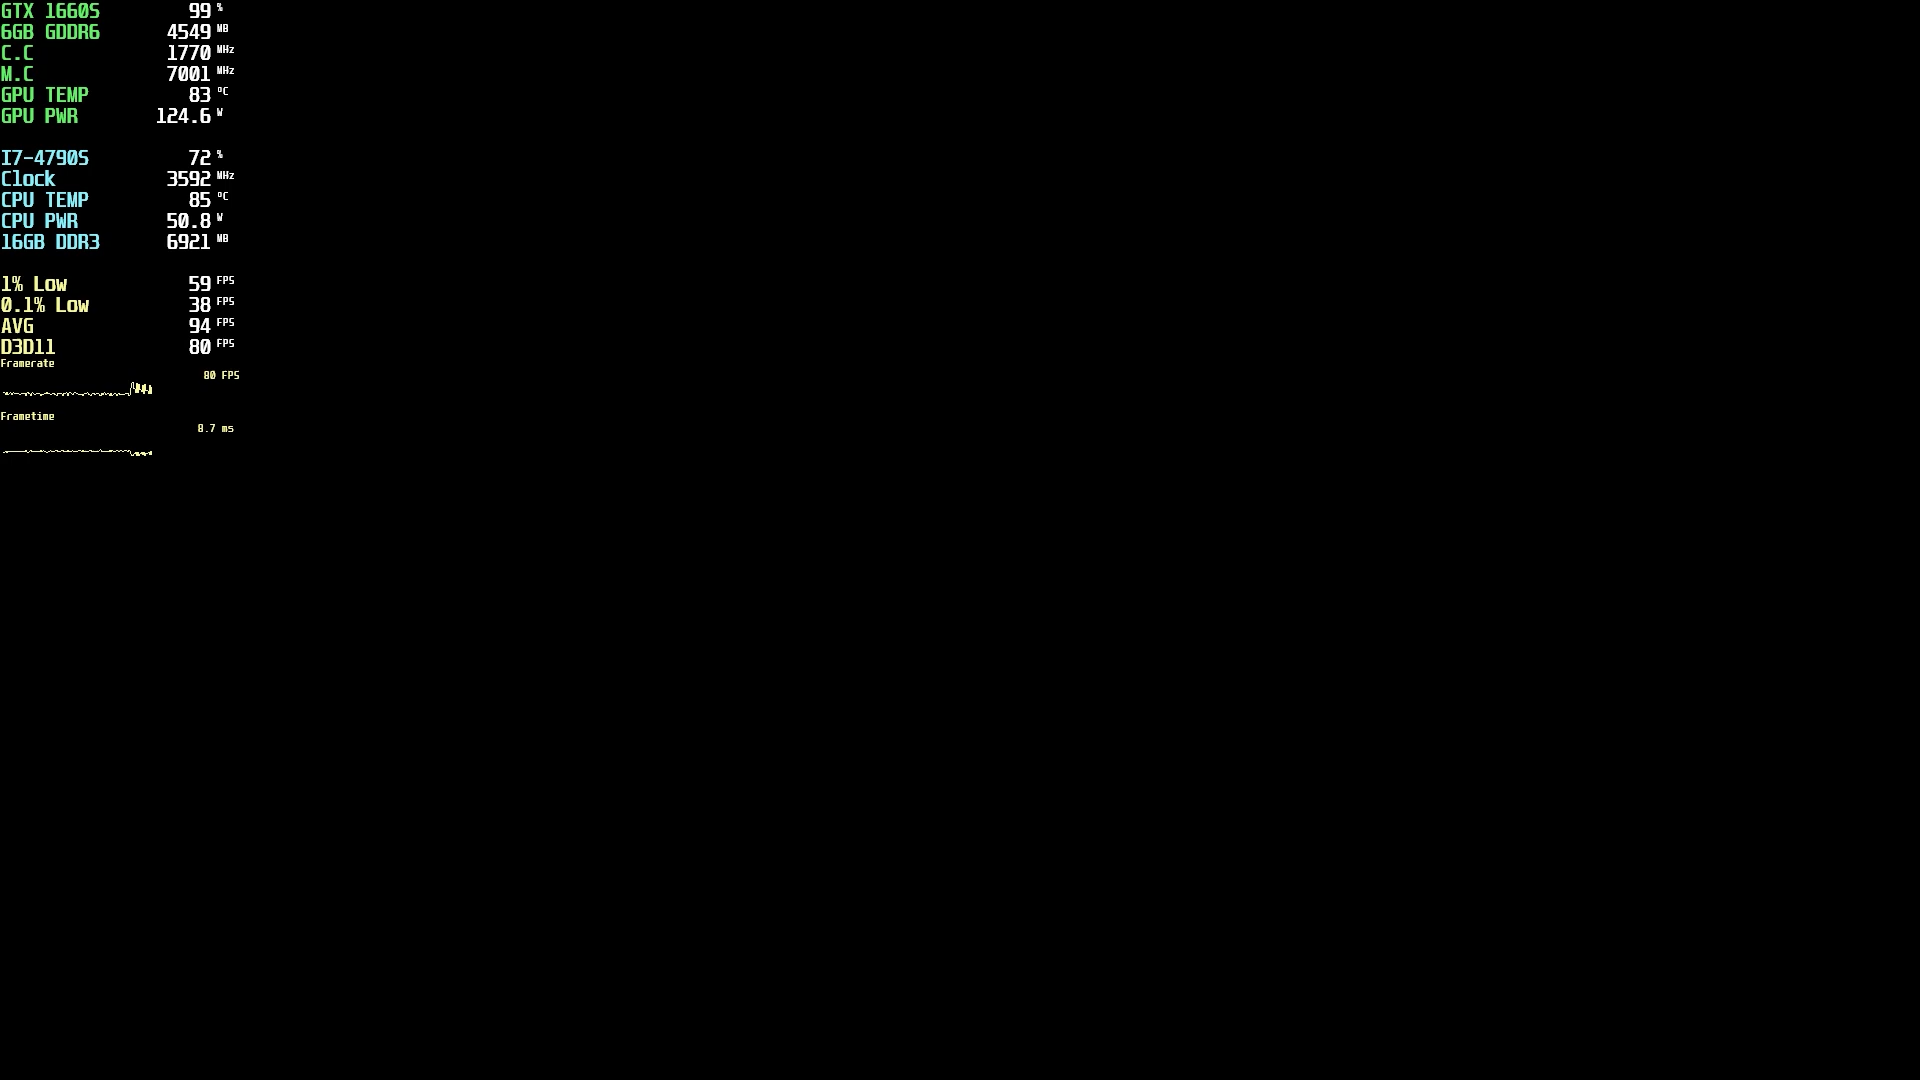 GTX 1660S 99 %
6GB GDDR6 4549 MB
C.C 1770 MHz
M.C 7001 MHz
GPU TEMP 83 °C
GPU PWR 124.6 W
I7-4790S 72 %
Clock 3592 MHz
CPU TEMP 85 °C
CPU PWR 50.8 W
16GB DDR3 6921 MB
1% Low 59 FPS
0.1% Low 38 FPS
AVG 94 FPS
D3D11 80 FPS
Framerate
80 FPS
Frametime
8.7 ms